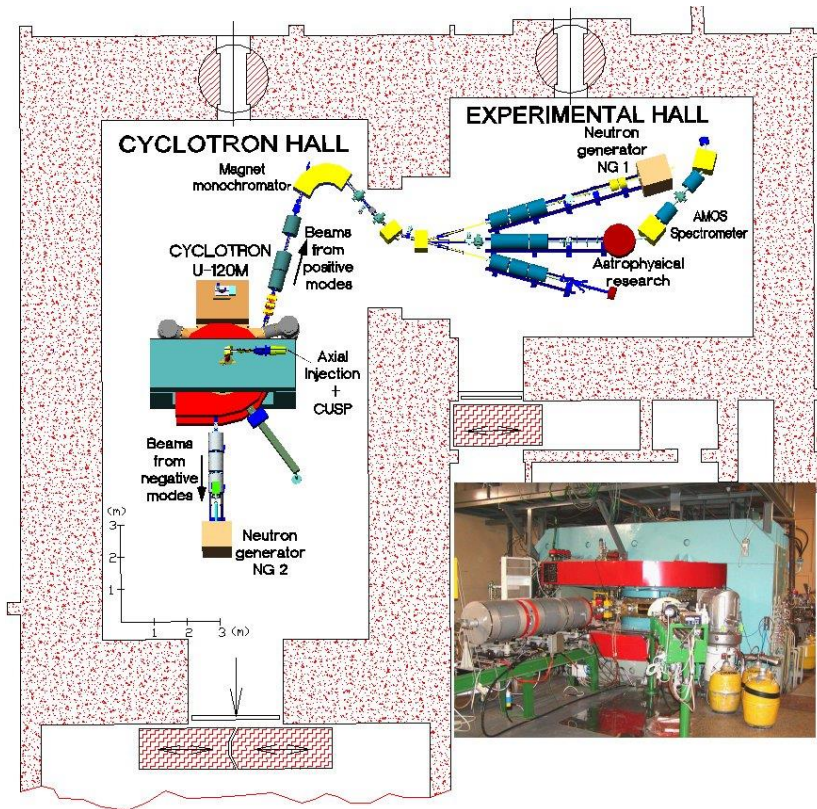 CYCLOTRON HALL
EXPERIMENTAL HALL
Magnet
monochromator
Neutron
generator
NG 1
AMOS
Spectrometer
Beams
from
positive
modes
CYCLOTRON
U-120M
Astrophysical
research
Axial
Injection
+
CUSP
Beams
from
negative
modes
Neutron
generator
NG 2
(m)
3
2
1
1
2
3 (m)